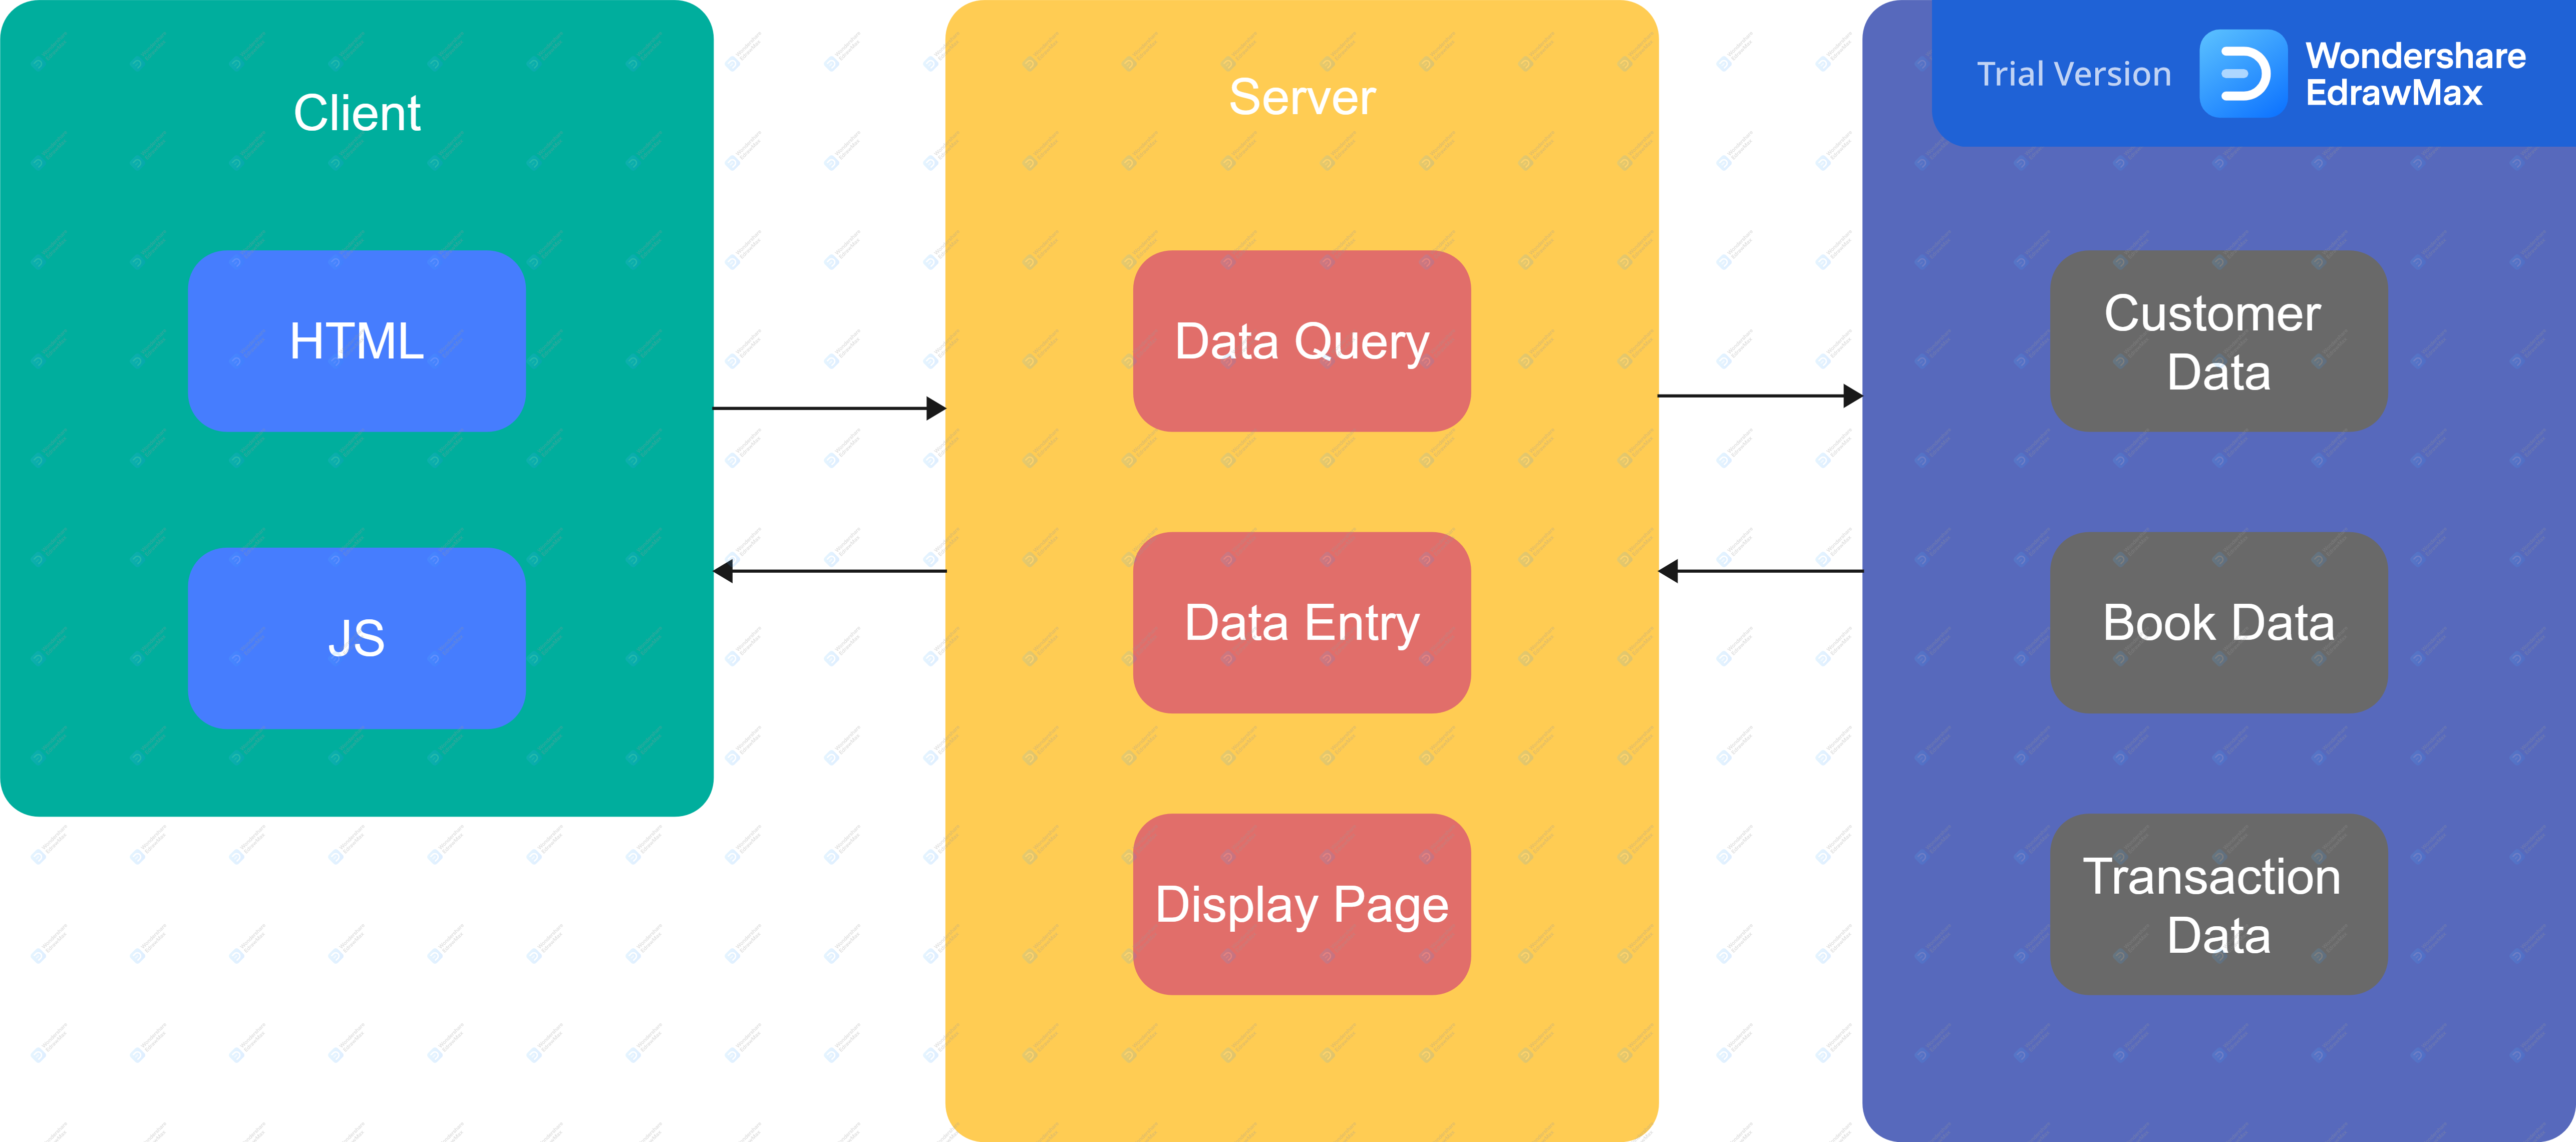 Client
HTML
JS
Server
Data Query
Data Entry
Display Page
Trial Version
Wondershare
EdrawMax
Customer
Data
Book Data
Transaction
Data